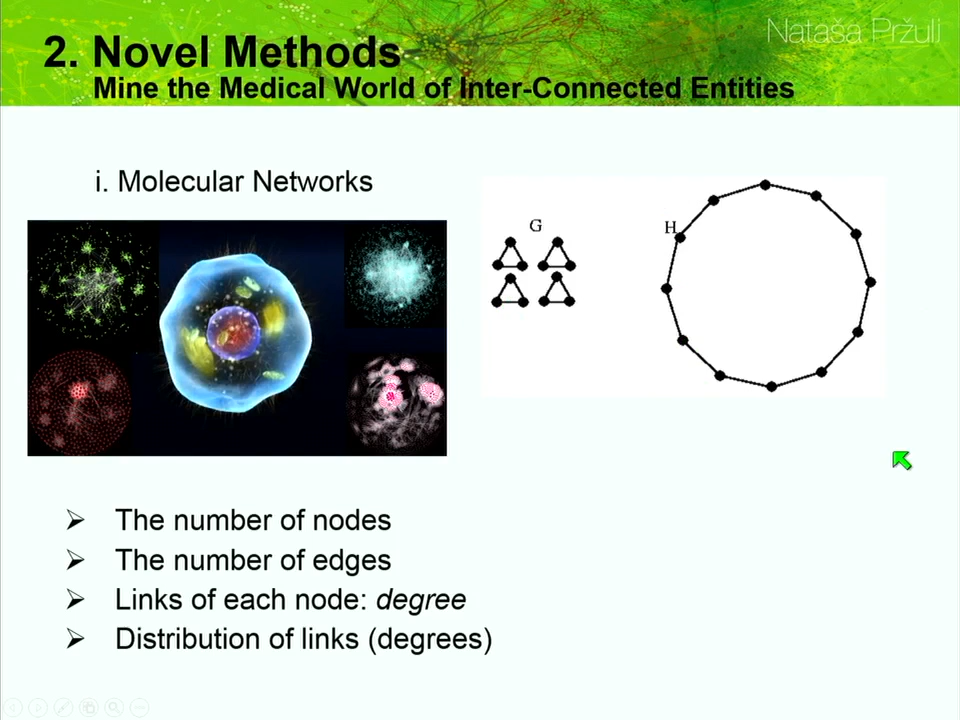 Nataša Pržulj
2. Novel Methods
Mine the Medical World of Inter-Connected Entities
i. Molecular Networks
G
H
The number of nodes
The number of edges
Links of each node: degree
Distribution of links (degrees)